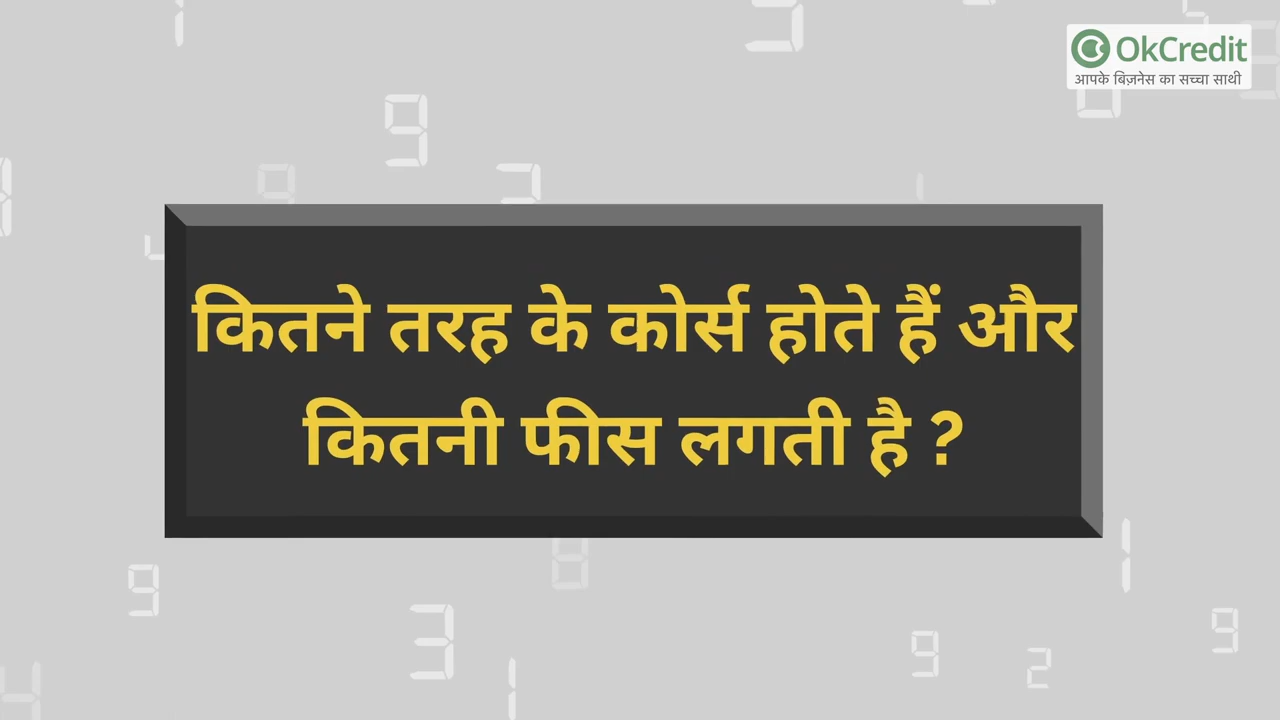 OkCredit
आपके बिज़नेस का सच्चा साथी
कितने तरह के कोर्स होते हैं और
कितनी फीस लगती है ?